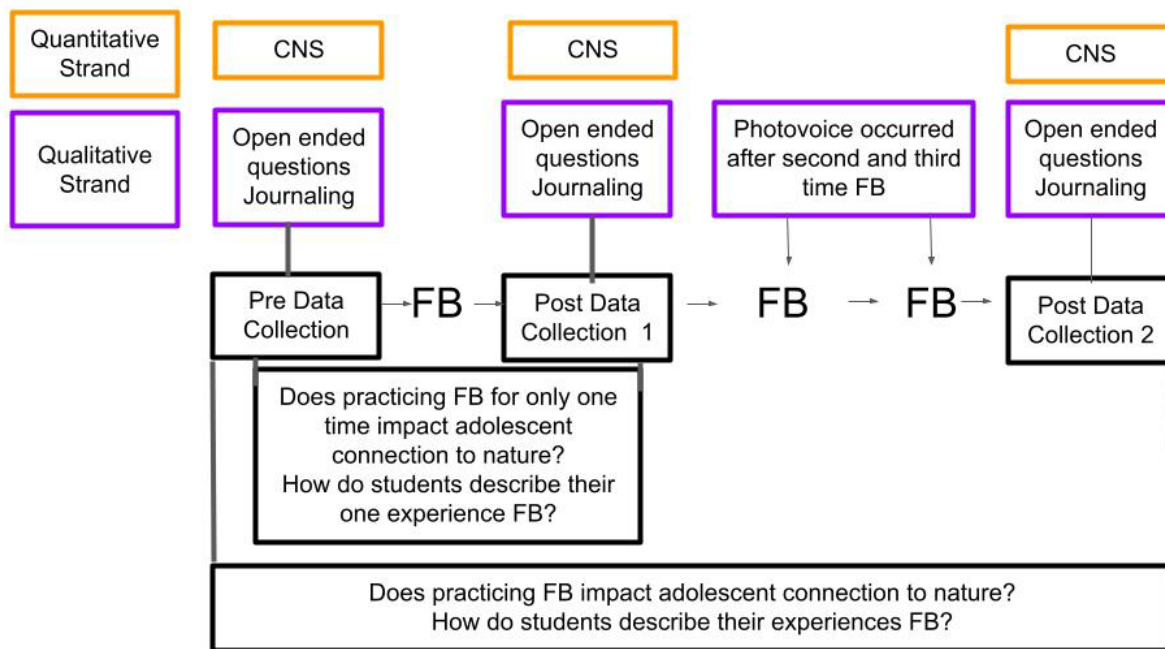 Quantitative
Strand
CNS
CNS
CNS
Qualitative
Strand
Open ended
questions
Journaling
Open ended
questions
Journaling
Photovoice occurred
after second and third
time FB
Open ended
questions
Journaling
Pre Data
Collection
FB
Post Data
Collection 1
FB
FB
Post Data
Collection 2
Does practicing FB for only one
time impact adolescent
connection to nature?
How do students describe their
one experience FB?
Does practicing FB impact adolescent connection to nature?
How do students describe their experiences FB?